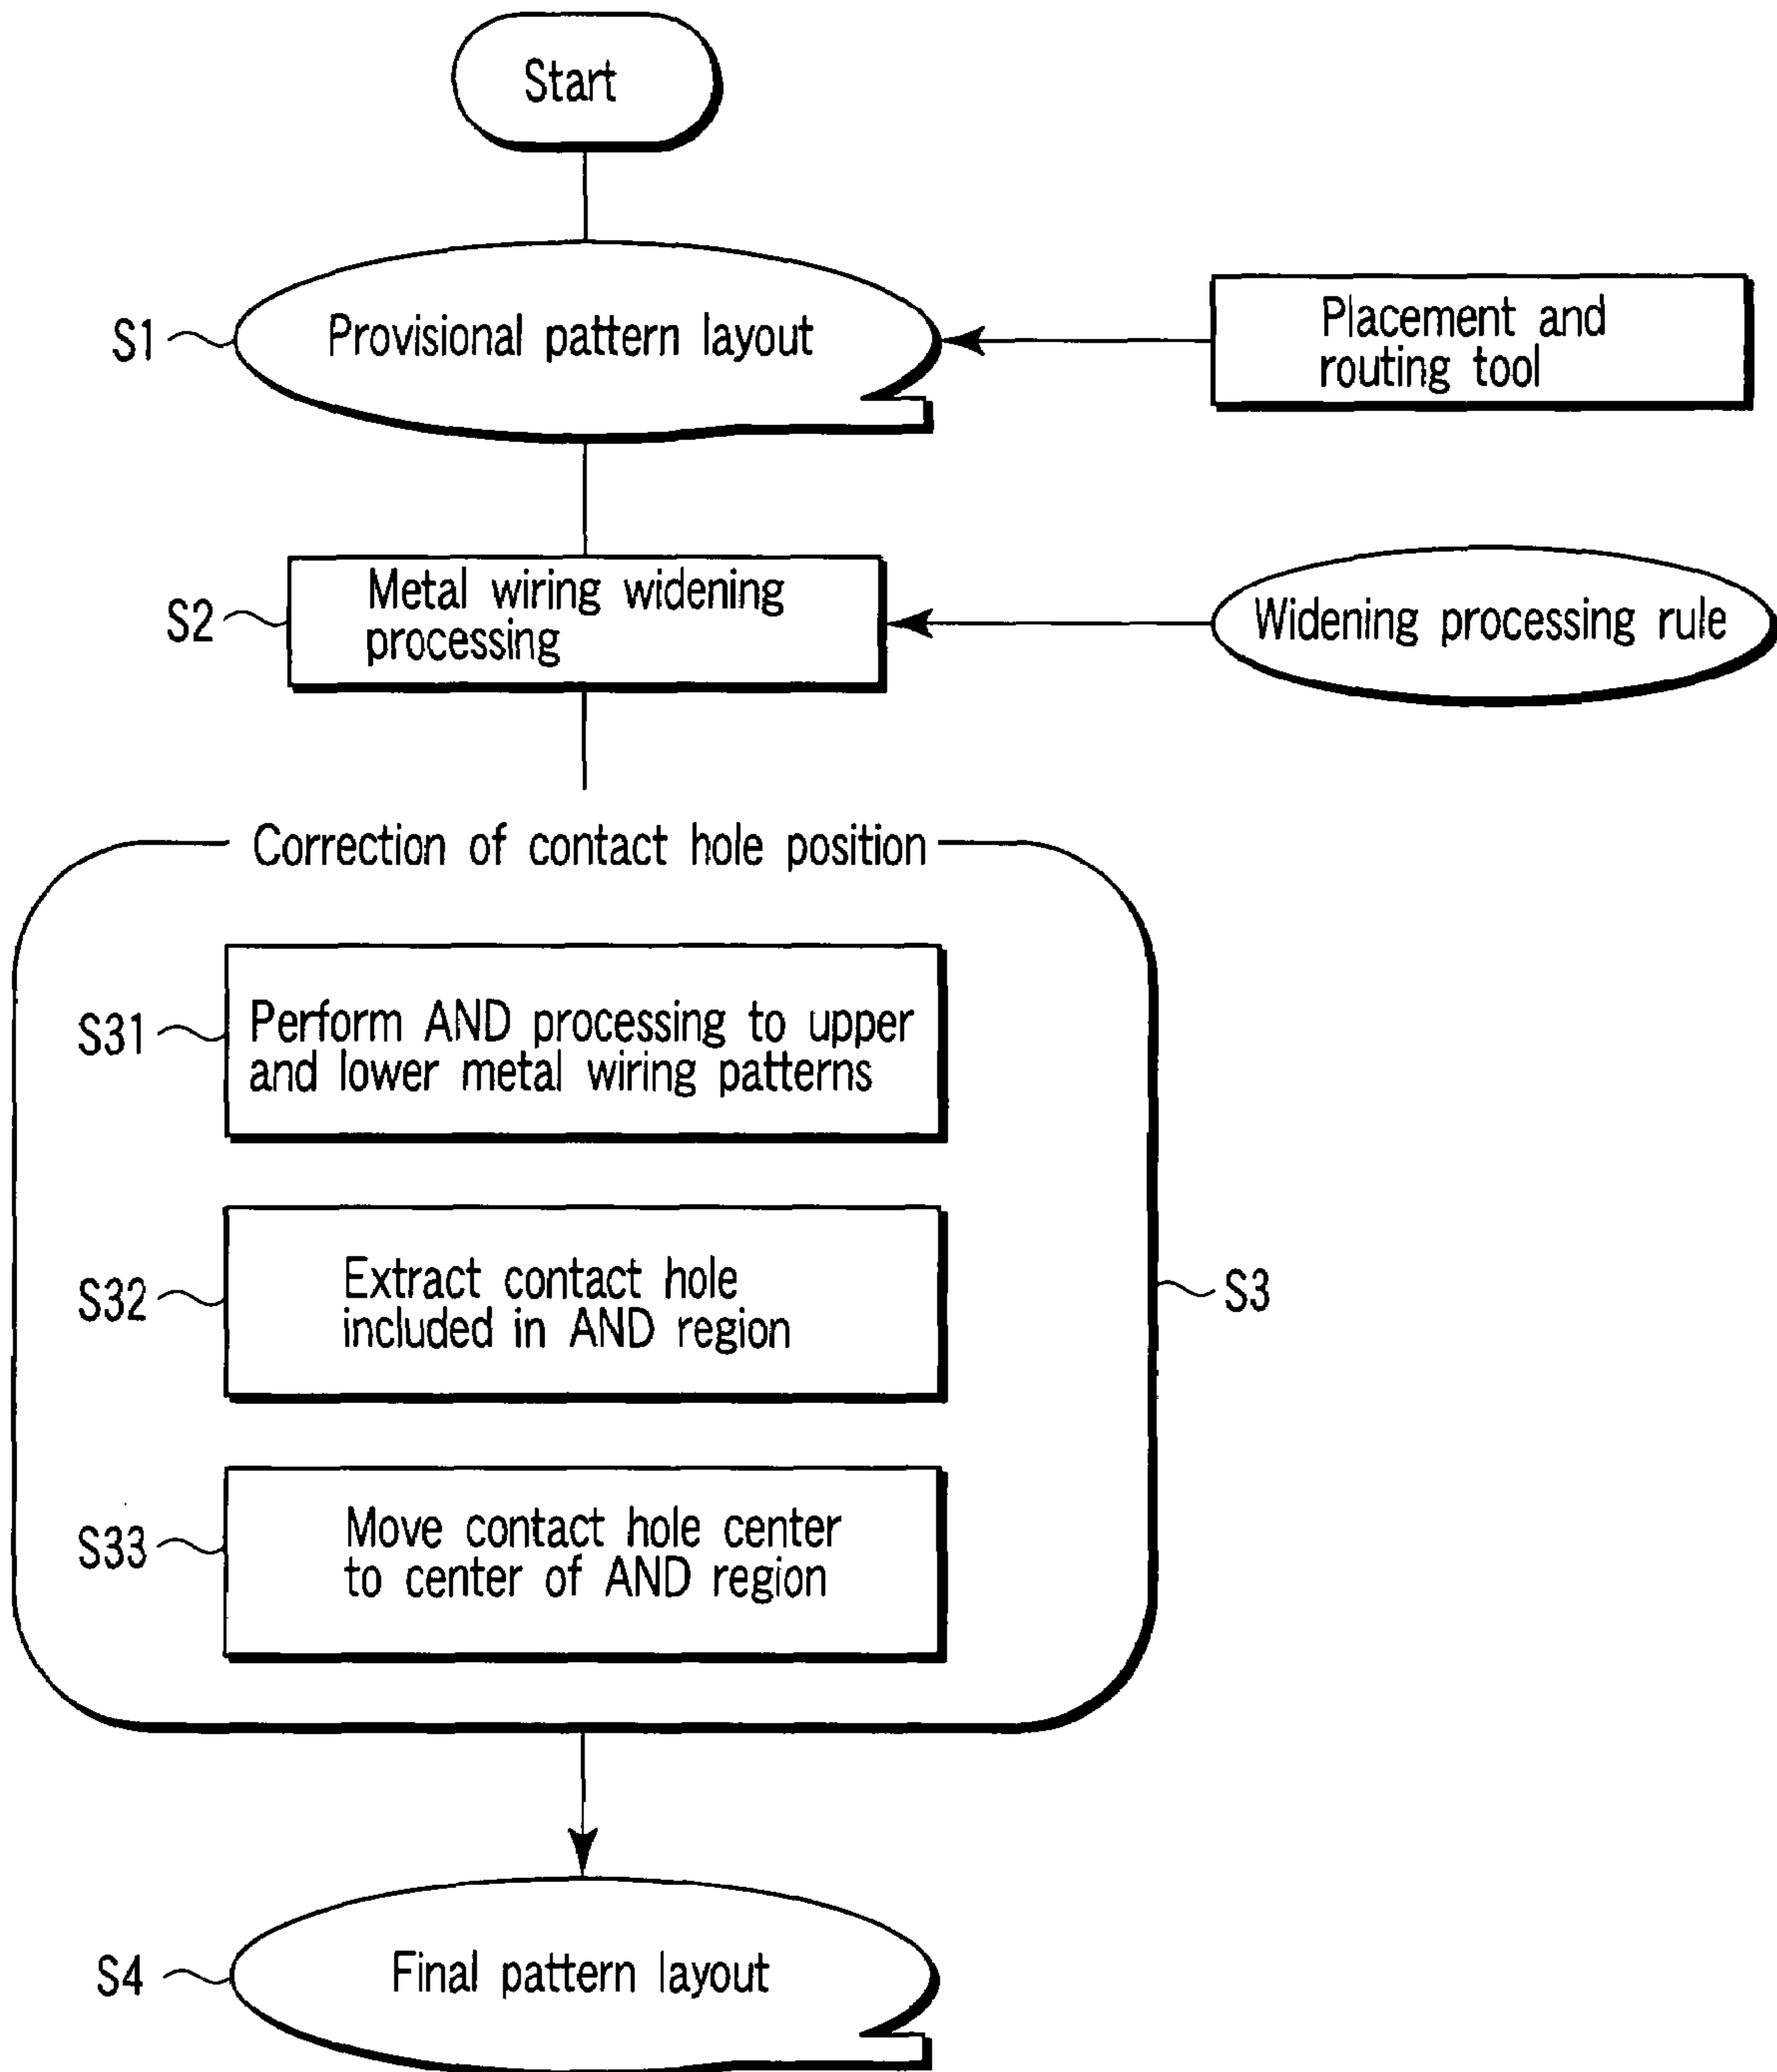 Start
S1
Provisional pattern layout
Placement and
routing tool
S2
Metal wiring widening
processing
Widening processing rule
Correction of contact hole position
S31
Perform AND processing to upper
and lower metal wiring patterns
S32
Extract contact hole
included in AND region
S3
S33
Move contact hole center
to center of AND region
S4
Final pattern layout